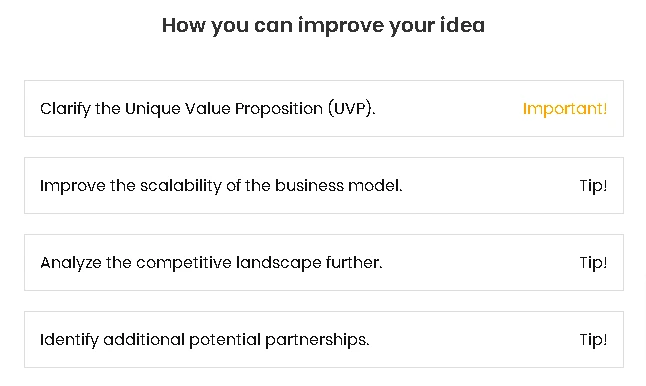 How you can improve your idea
Clarify the Unique Value Proposition (UVP). Important!
Improve the scalability of the business model. Tip!
Analyze the competitive landscape further. Tip!
Identify additional potential partnerships. Tip!